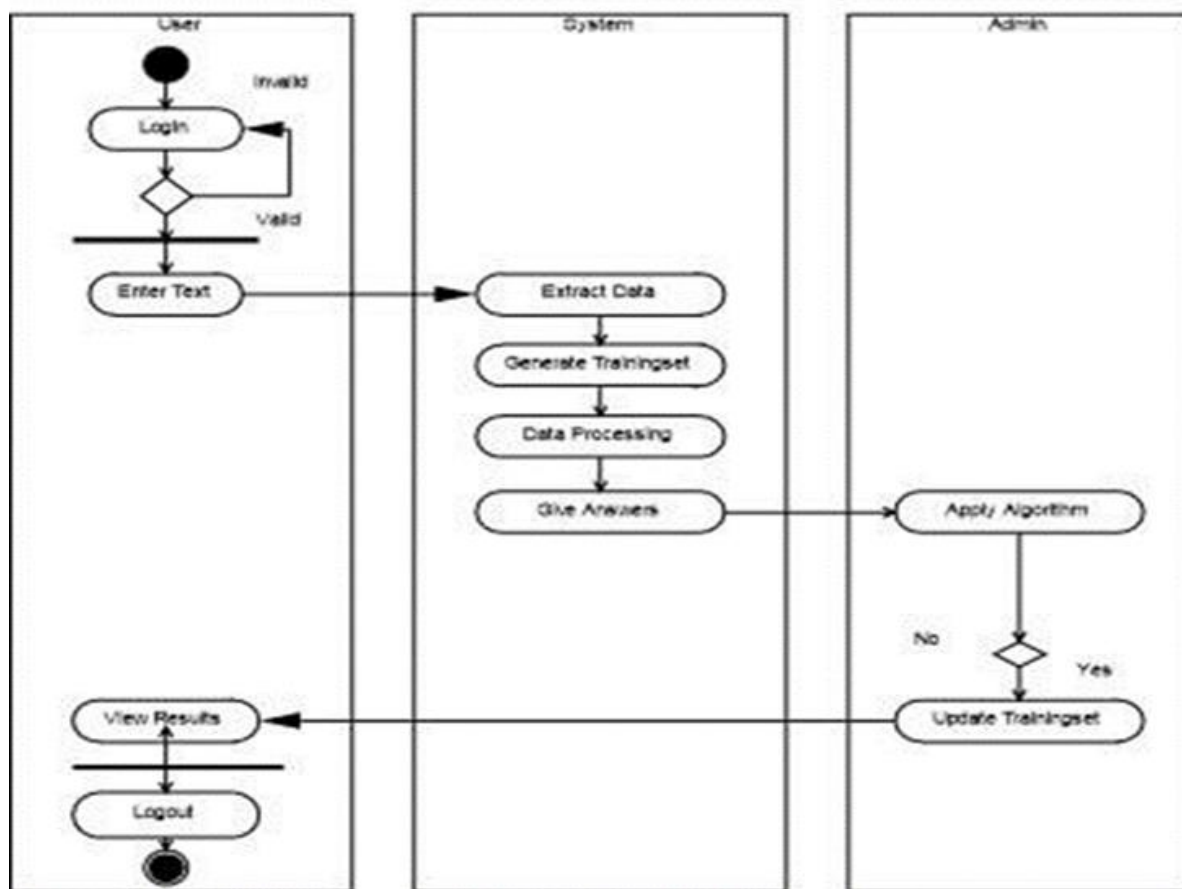 User
System
Admin
Invalid
LogIn
Valid
Enter Text
Extract Data
Generate Trainingset
Data Processing
Give Answers
Apply Algorithm
No
Yes
View Results
Update Trainingset
Logout